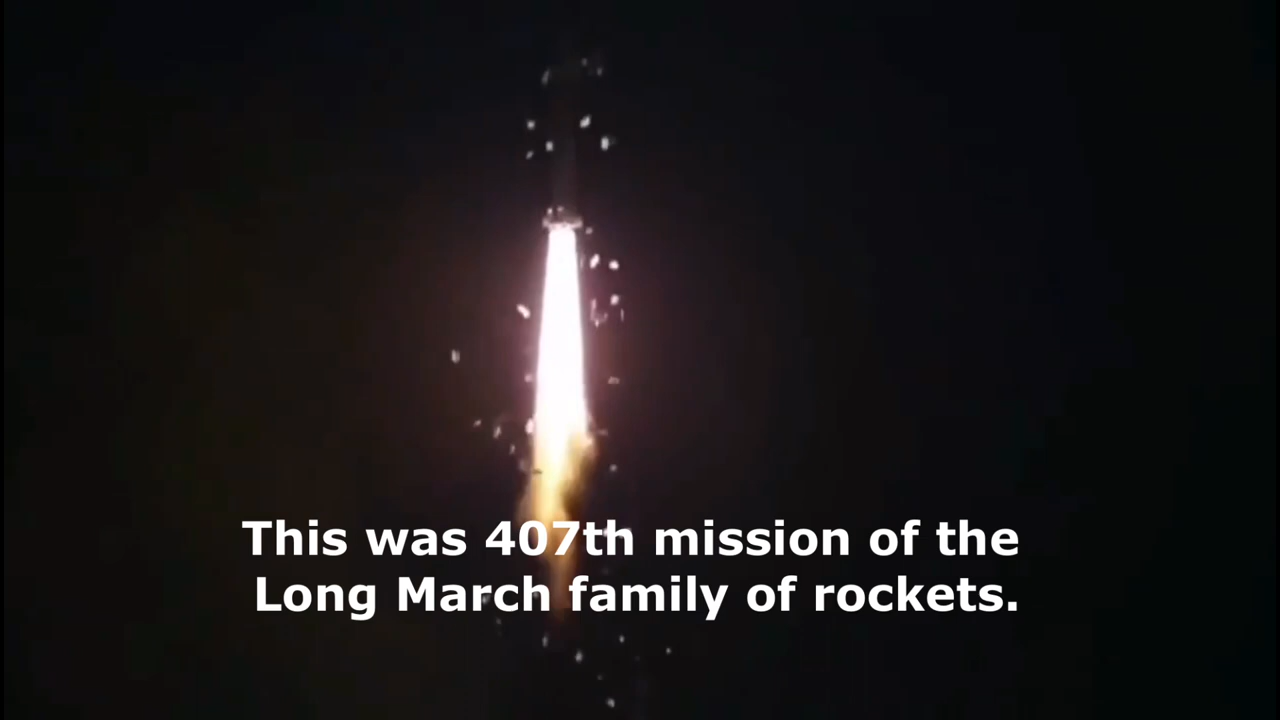 This was 407th mission of the
Long March family of rockets.